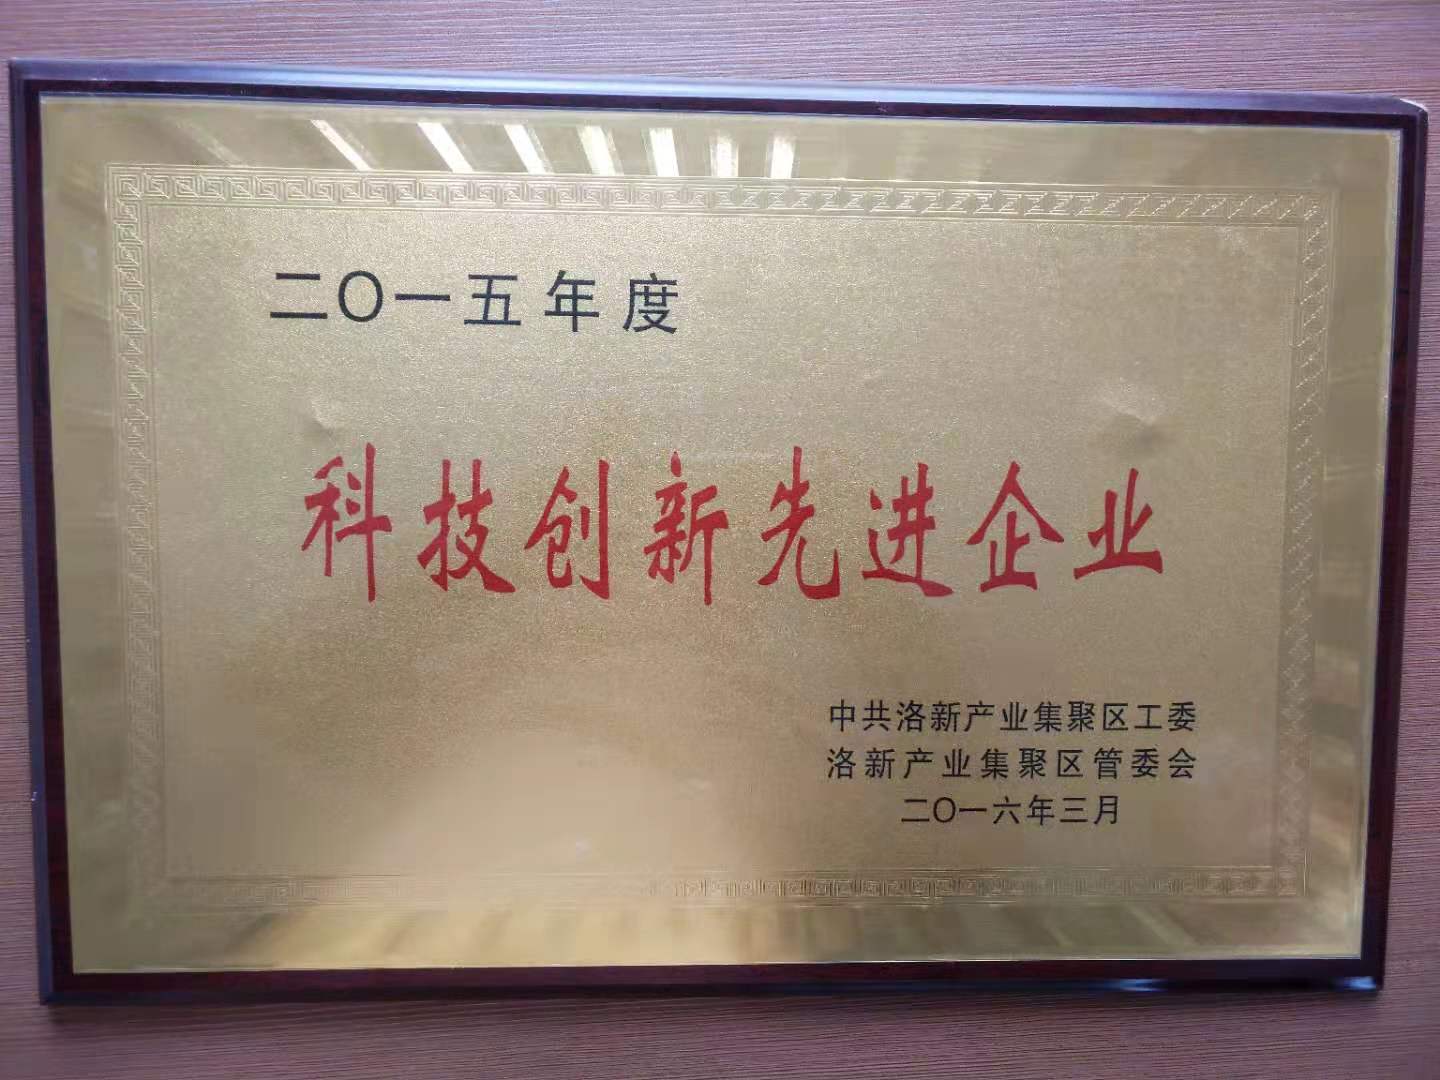 二〇一五年度
科技创新先进企业
中共洛新产业集聚区工委
洛新产业集聚区管委会
二〇一六年三月